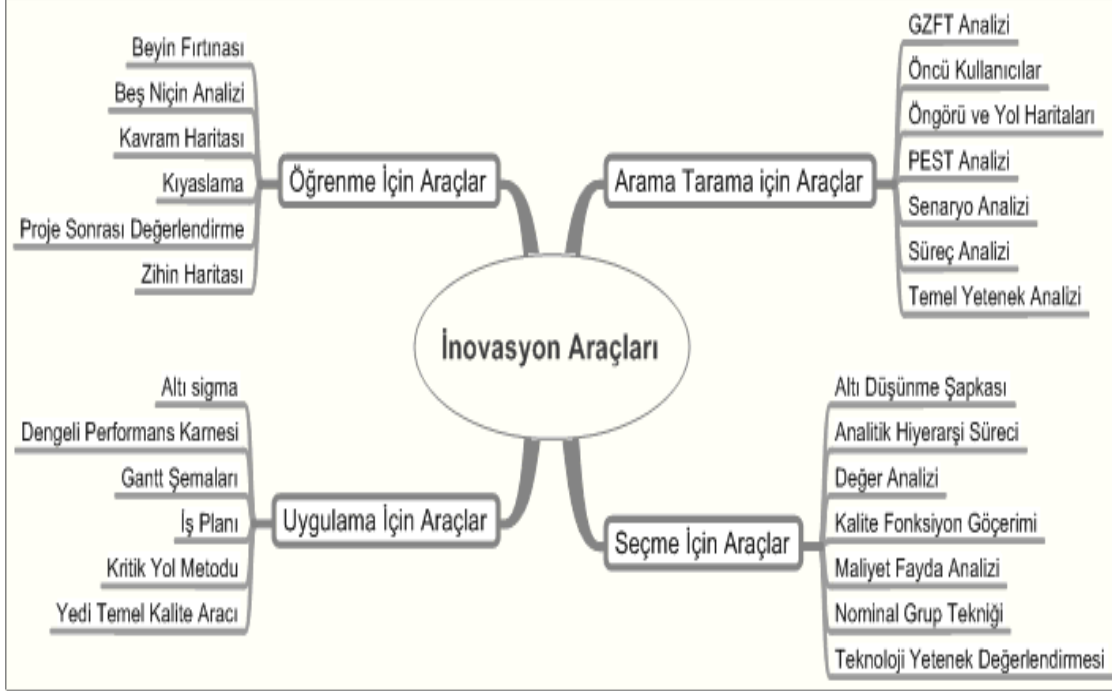 İnovasyon Araçları
Öğrenme İçin Araçlar
Beyin Fırtınası
Beş Niçin Analizi
Kavram Haritası
Kıyaslama
Proje Sonrası Değerlendirme
Zihin Haritası
Arama Tarama için Araçlar
GZFT Analizi
Öncü Kullanıcılar
Öngörü ve Yol Haritaları
PEST Analizi
Senaryo Analizi
Süreç Analizi
Temel Yetenek Analizi
Uygulama İçin Araçlar
Altı sigma
Dengeli Performans Karnesi
Gantt Şemaları
İş Planı
Kritik Yol Metodu
Yedi Temel Kalite Aracı
Seçme İçin Araçlar
Altı Düşünme Şapkası
Analitik Hiyerarşi Süreci
Değer Analizi
Kalite Fonksiyon Göçerimi
Maliyet Fayda Analizi
Nominal Grup Tekniği
Teknoloji Yetenek Değerlendirmesi